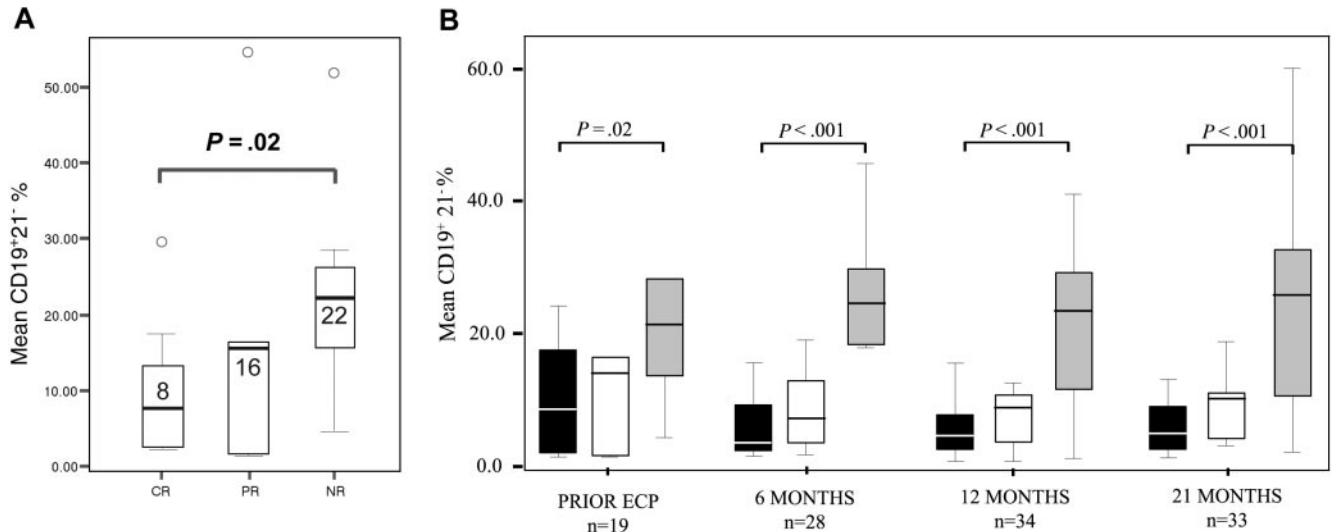 A
Mean CD19⁺21⁻ %
50.00
40.00
30.00
20.00
10.00
0.00
P = .02
8
16
22
CR PR NR
B
Mean CD19⁺ 21⁻%
60.0
40.0
20.0
0.0
P = .02 P < .001 P < .001 P < .001
PRIOR ECP 6 MONTHS 12 MONTHS 21 MONTHS
n=19 n=28 n=34 n=33